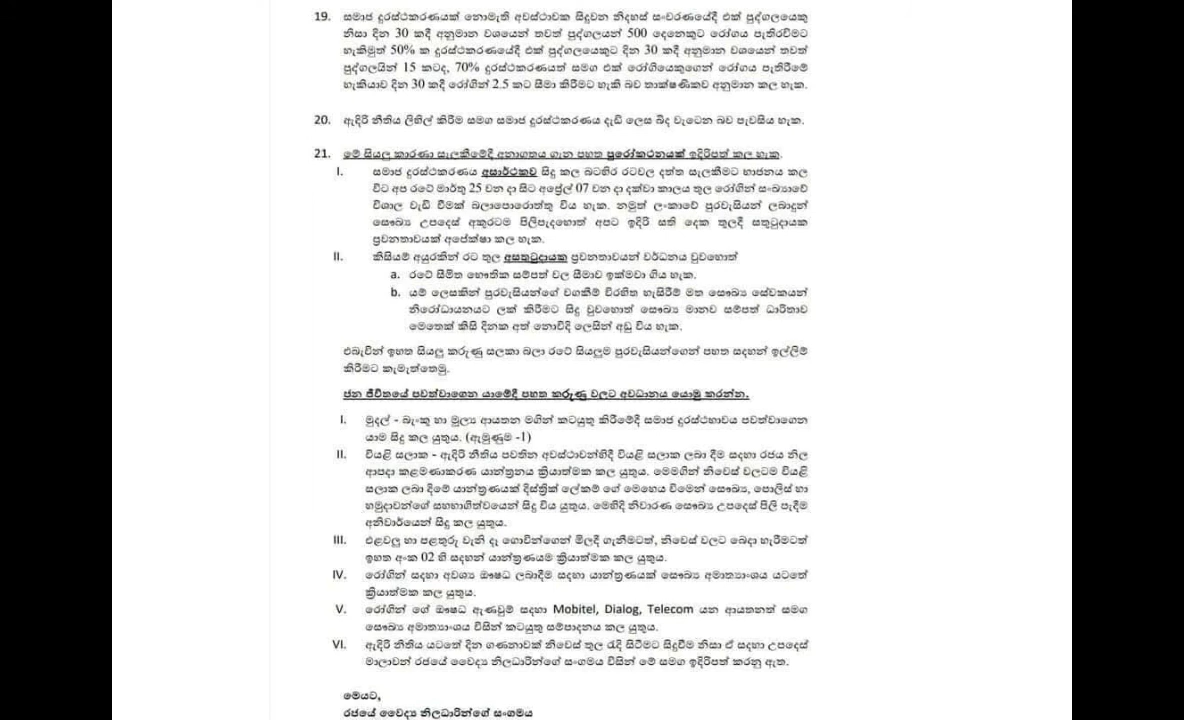 19. සමාජ දුරස්ථකරණයක් නොමැති අවස්ථාවක සිදුවන නිදහස් සංචරණයේදී එක් පුද්ගලයෙකු
නිසා දින 30 කදී අනුමාන වශයෙන් තවත් පුද්ගලයන් 500 දෙනෙකුට රෝගය පැතිරවීමට
හැකිමුත් 50% ක දුරස්ථකරණයේදී එක් පුද්ගලයෙකුට දින 30 කදී අනුමාන වශයෙන් තවත්
පුද්ගලයින් 15 කටද, 70% දුරස්ථකරණයත් සමග එක් රෝගියෙකුගෙන් රෝගය පැතිරීමේ
හැකියාව දින 30 කදී රෝගීන් 2.5 කට සීමා කිරීමට හැකි බව තාක්ෂණිකව අනුමාන කල හැක.
20. ඇඳිරි නීතිය ලිහිල් කිරීම සමග සමාජ දුරස්ථකරණය දැඩි ලෙස බිඳ වැටෙන බව පැවසිය හැක.
21. මේ සියලු කාරණා සැලකීමේදී අනාගතය ගැන පහත පුරෝකථනයක් ඉදිරිපත් කල හැක.
I. සමාජ දුරස්ථකරණය අසාර්ථකව සිදු කල බටහිර රටවල දත්ත සැලකීමට භාජනය කල
විට අප රටේ මාර්තු 25 වන දා සිට අප්‍රේල් 07 වන දා දක්වා කාලය තුල රෝගීන් සංඛ්‍යාවේ
විශාල වැඩි වීමක් බලාපොරොත්තු විය හැක. නමුත් ලංකාවේ පුරවැසියන් ලබාදුන්
සෞඛ්‍ය උපදෙස් අකුරටම පිලිපැදහොත් අපට ඉදිරි සති දෙක තුලදී සතුටුදායක
ප්‍රවනතාවයක් අපේක්ෂා කල හැක.
II. කිසියම් අයුරකින් රට තුල අසතුටුදායක ප්‍රවනතාවයන් වර්ධනය වුවහොත්
a. රටේ සීමිත භෞතික සම්පත් වල සීමාව ඉක්මවා ගිය හැක.
b. යම් ලෙසකින් පුරවැසියන්ගේ වගකීම් විරහිත හැසිරීම් මත සෞඛ්‍ය සේවකයන්
නිරෝධායනයට ලක් කිරීමට සිදු වුවහොත් සෞඛ්‍ය මානව සම්පත් ධාරිතාව
මෙතෙක් කිසි දිනක අත් නොවිදි ලෙසින් අඩු විය හැක.
එබැවින් ඉහත සියලු කරුණු සලකා බලා රටේ සියලුම පුරවැසියන්ගෙන් පහත සඳහන් ඉල්ලීම්
කිරීමට කැමැත්තෙමු.
ජන ජීවිතයේ පවත්වාගෙන යාමේදී පහත කරුණු වලට අවධානය යොමු කරන්න.
I. මුදල් - බැංකු හා මුල්‍ය ආයතන මගින් කටයුතු කිරීමේදී සමාජ දුරස්ථභාවය පවත්වාගෙන
යාම සිදු කල යුතුය. (ඇමුණුම -1)
II. වියළි සලාක - ඇඳිරි නීතිය පවතින අවස්ථාවන්හිදී වියළි සලාක ලබා දීම සඳහා රජය නිල
ආපදා කළමණාකරණ යාන්ත්‍රනය ක්‍රියාත්මක කල යුතුය. මෙමගින් නිවෙස් වලටම වියළි
සලාක ලබා දිමේ යාන්ත්‍රණයක් දිස්ත්‍රික් ලේකම් ගේ මෙහෙය වීමෙන් සෞඛ්‍ය, පොලිස් හා
හමුදාවන්ගේ සහභාගීත්වයෙන් සිදු විය යුතුය. මෙහිදී නිවාරණ සෞඛ්‍ය උපදෙස් පිලි පැදීම
අනිවාර්යෙන් සිදු කල යුතුය.
III. එළවලු හා පළතුරු වැනි දෑ ගොවීන්ගෙන් මිලදී ගැනීමටත්, නිවෙස් වලට බෙදා හැරීමටත්
ඉහත අංක 02 හි සඳහන් යාන්ත්‍රණයම ක්‍රියාත්මක කල යුතුය.
IV. රෝගීන් සඳහා අවශ්‍ය ඖෂධ ලබාදීම සඳහා යාන්ත්‍රණයක් සෞඛ්‍ය අමාත්‍යාංශය යටතේ
ක්‍රියාත්මක කල යුතුය.
V. රෝගීන් ගේ ඖෂධ ඇණවුම් සඳහා Mobitel, Dialog, Telecom යන ආයතනත් සමග
සෞඛ්‍ය අමාත්‍යාංශය විසින් කටයුතු සම්පාදනය කල යුතුය.
VI. ඇඳිරි නීතිය යටතේ දින ගණනාවක් නිවෙස් තුල රැඳි සිටීමට සිදුවීම නිසා ඒ සඳහා උපදෙස්
මාලාවන් රජයේ වෛද්‍ය නිලධාරීන්ගේ සංගමය විසින් මේ සමග ඉදිරිපත් කරනු ඇත.
මෙයට,
රජයේ වෛද්‍ය නිලධාරීන්ගේ සංගමය